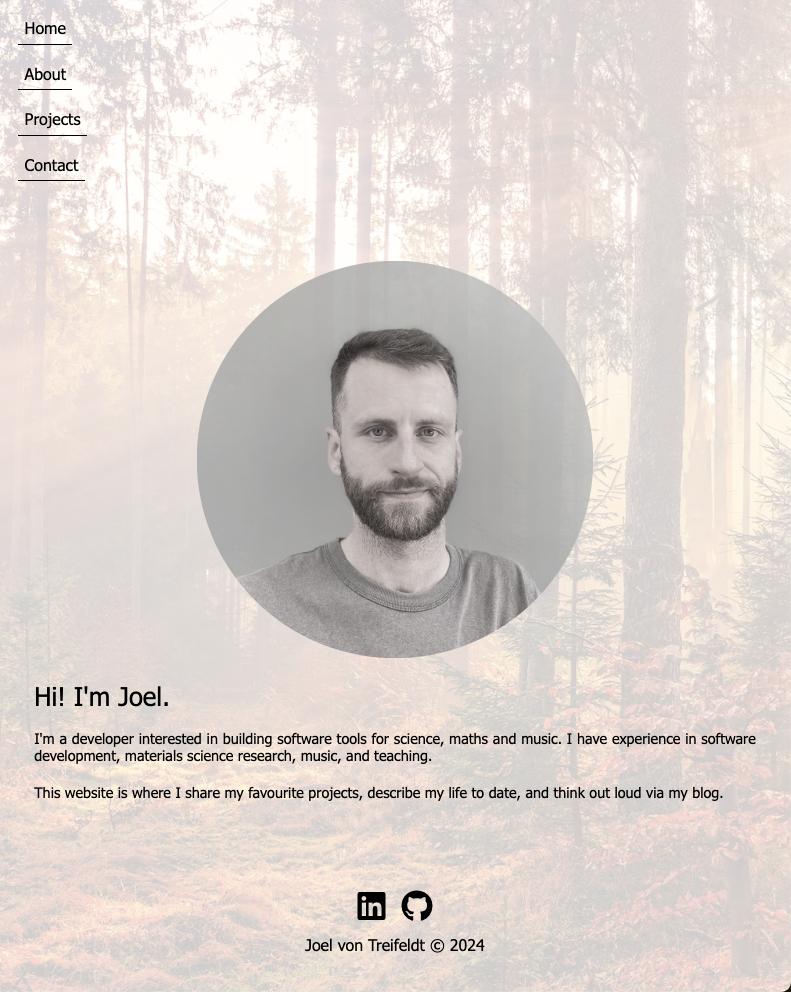 Home
About
Projects
Contact
Hi! I'm Joel.
I'm a developer interested in building software tools for science, maths and music. I have experience in software
development, materials science research, music, and teaching.
This website is where I share my favourite projects, describe my life to date, and think out loud via my blog.
in
Joel von Treifeldt © 2024